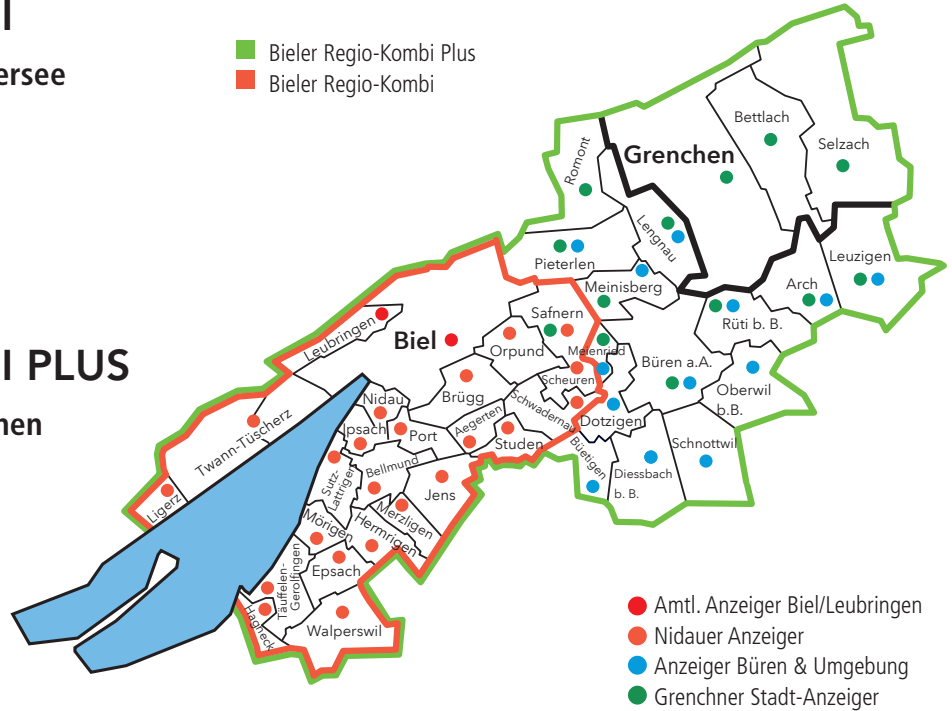 I
ersee
Bieler Regio-Kombi Plus
Bieler Regio-Kombi
I PLUS
nen
Bettlach
Selzach
Grenchen
Romont
Lengnau
Leuzigen
Pieterlen
Meinisberg
Arch
Rüti b. B.
Safnern
Leubringen
Biel
Orpund
Meienried
Büren a.A.
Scheuren
Oberwil
b.B.
Brügg
Nidau
Schwadernau
Dotzigen
Twann-Tüscherz
Ipsach
Port
Aegerten
Studen
Büetigen
Schnottwil
Bellmund
Diessbach
b. B.
Sutz-
Lattrigen
Jens
Ligerz
Merzligen
Mörigen
Hermrigen
Epsach
Täuffelen-
Gerolfingen
Hagneck
Walperswil
Amtl. Anzeiger Biel/Leubringen
Nidauer Anzeiger
Anzeiger Büren & Umgebung
Grenchner Stadt-Anzeiger